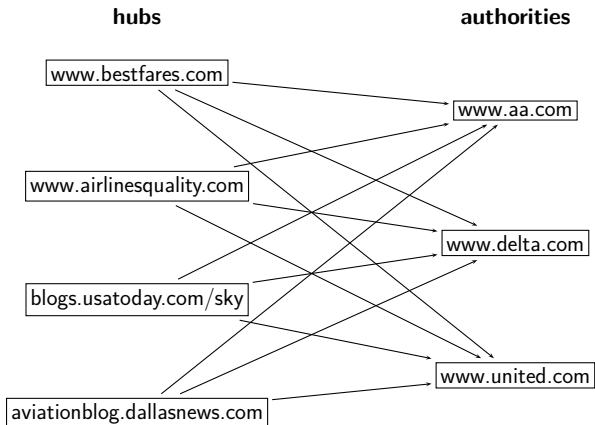 hubs
authorities
www.bestfares.com
www.aa.com
www.airlinesquality.com
www.delta.com
blogs.usatoday.com/sky
www.united.com
aviationblog.dallasnews.com